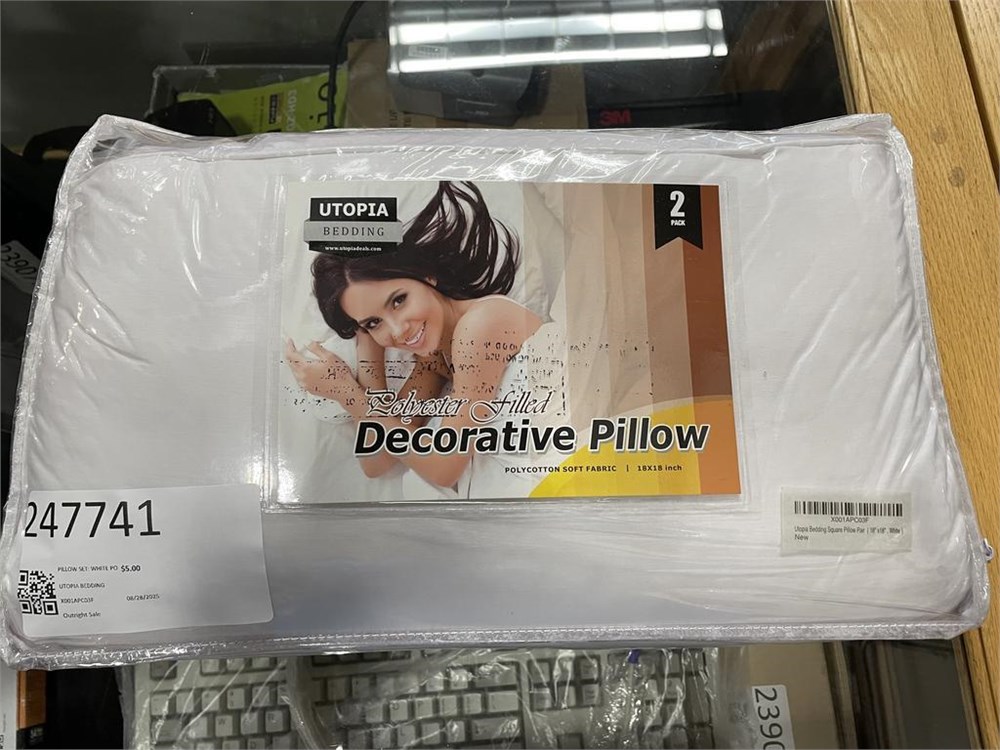 3M
UTOPIA
BEDDING
www.utopiadeals.com
2
PACK
Polyester Filled
Decorative Pillow
POLYCOTTON SOFT FABRIC | 18X18 inch
247741
PILLOW SET: WHITE PO $5.00
UTOPIA BEDDING
X001APC03F 08/28/2025
Outright Sale
X001APC03F
Utopia Bedding Square Pillow Pair (18"x18", White)
New
2390
2390